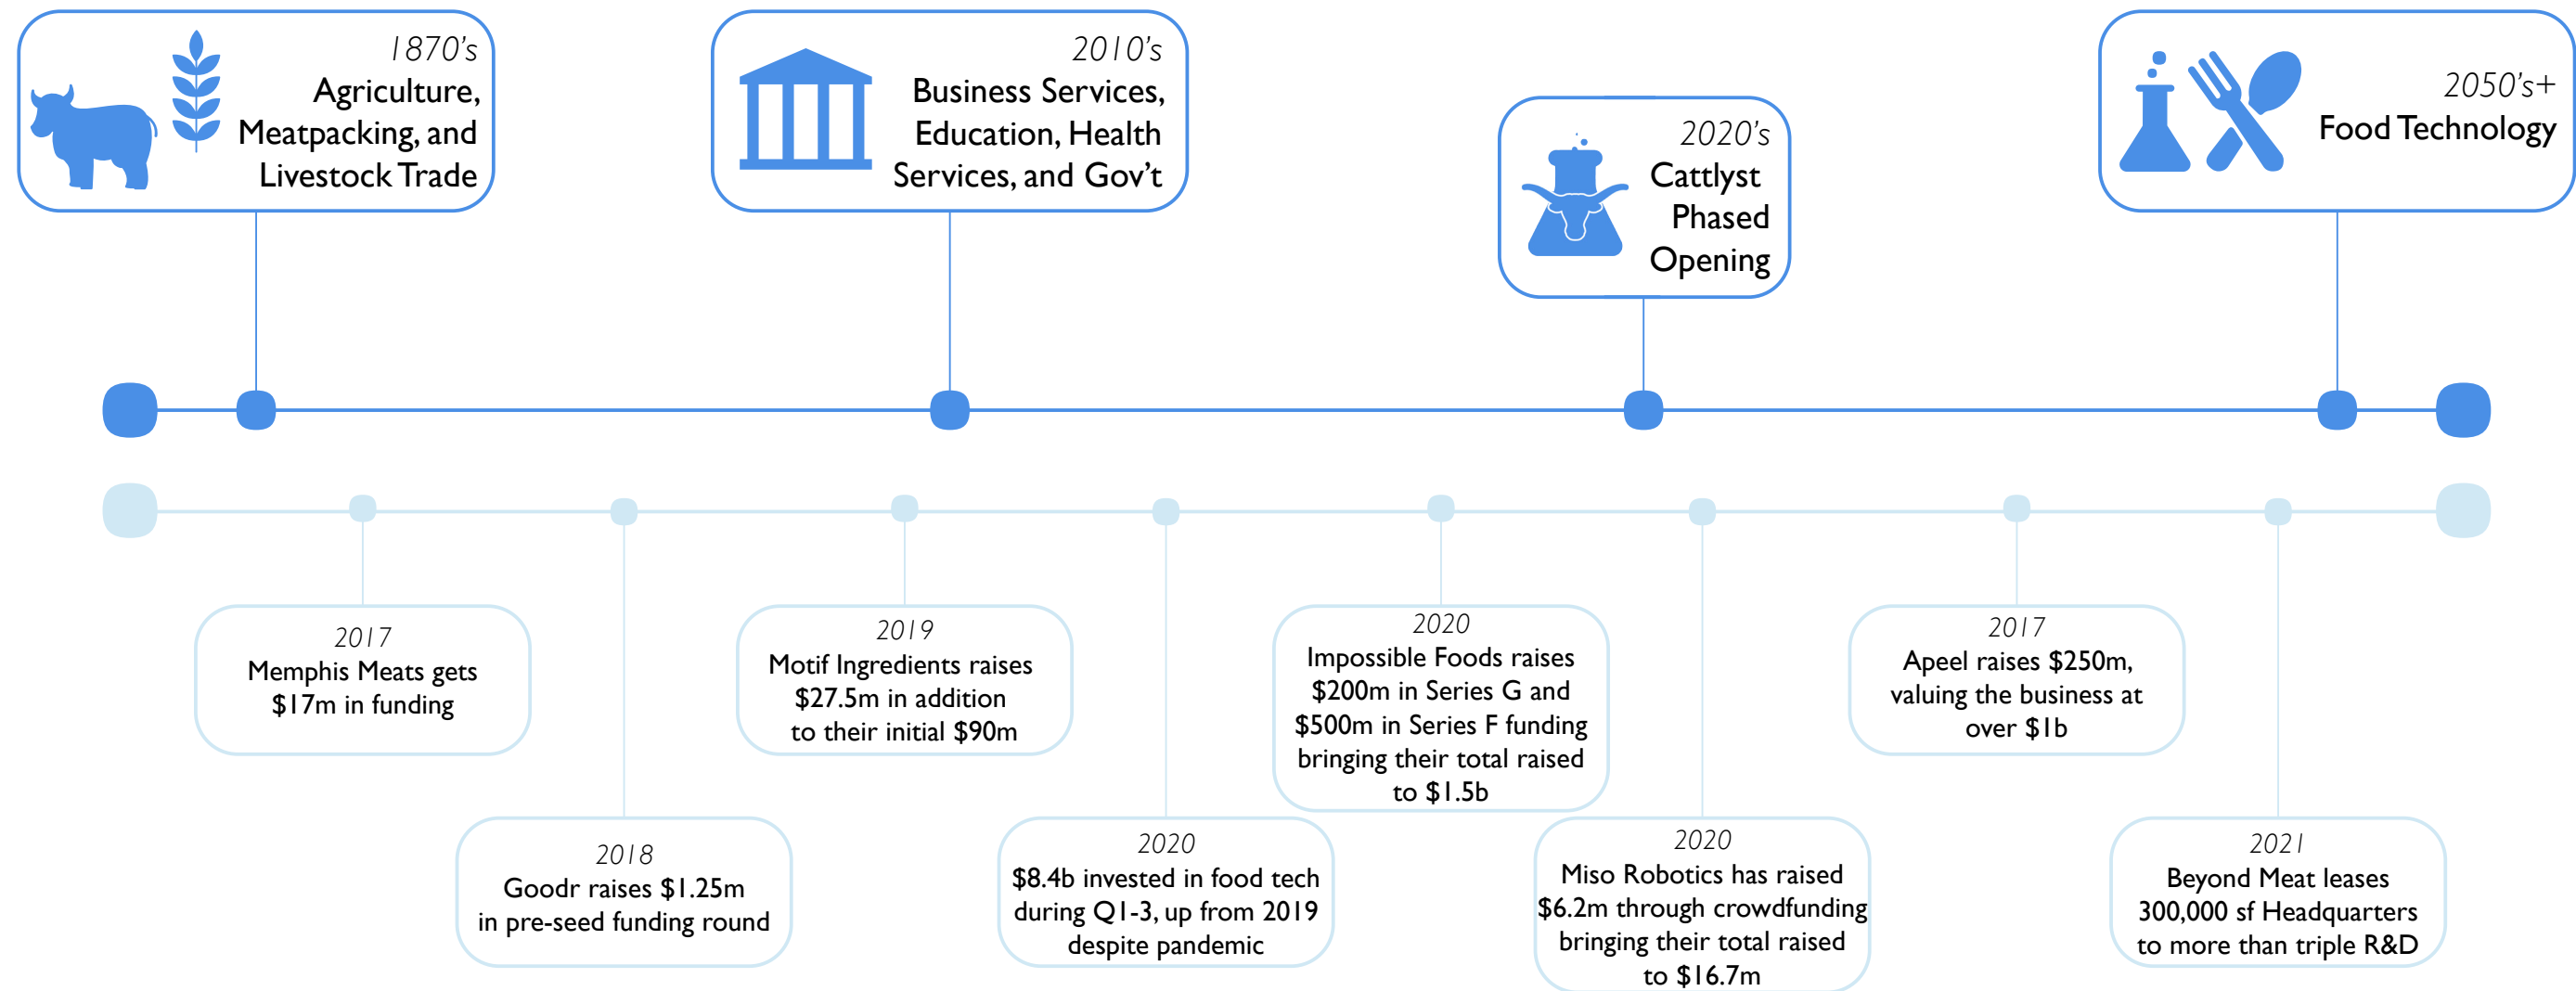 1870's
Agriculture,
Meatpacking, and
Livestock Trade
2010's
Business Services,
Education, Health
Services, and Gov't
2020's
Cattlyst
Phased
Opening
2050's+
Food Technology
2017
Memphis Meats gets
$17m in funding
2018
Goodr raises $1.25m
in pre-seed funding round
2019
Motif Ingredients raises
$27.5m in addition
to their initial $90m
2020
$8.4b invested in food tech
during Q1-3, up from 2019
despite pandemic
2020
Impossible Foods raises
$200m in Series G and
$500m in Series F funding
bringing their total raised
to $1.5b
2020
Miso Robotics has raised
$6.2m through crowdfunding
bringing their total raised
to $16.7m
2017
Apeel raises $250m,
valuing the business at
over $1b
2021
Beyond Meat leases
300,000 sf Headquarters
to more than triple R&D